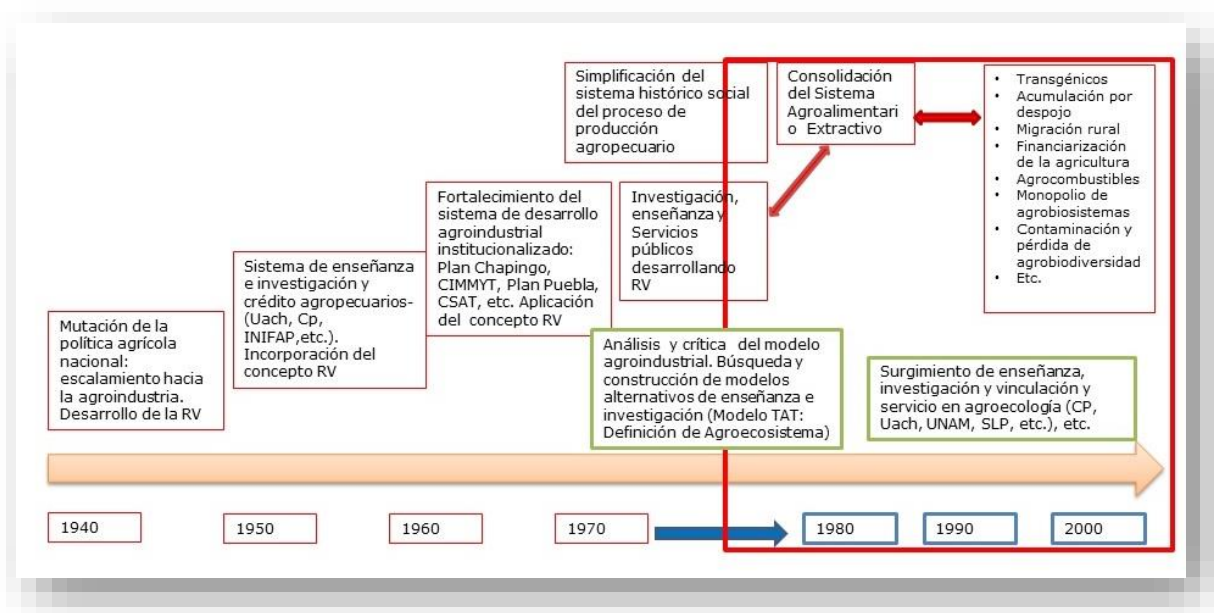 Simplificación del
sistema histórico social
del proceso de
producción
agropecuario
Consolidación
del Sistema
Agroalimentari
o Extractivo
• Transgénicos
• Acumulación por
despojo
• Migración rural
• Financiarización
de la agricultura
• Agrocombustibles
• Monopolio de
agrobiosistemas
• Contaminación y
pérdida de
agrobiodiversidad
• Etc.
Fortalecimiento del
sistema de desarrollo
agroindustrial
institucionalizado:
Plan Chapingo,
CIMMYT, Plan Puebla,
CSAT, etc. Aplicación
del concepto RV
Investigación,
enseñanza y
Servicios
públicos
desarrollando
RV
Sistema de enseñanza
e investigación y
crédito agropecuarios-
(Uach, Cp,
INIFAP,etc.).
Incorporación del
concepto RV
Mutación de la
política agrícola
nacional:
escalamiento hacia
la agroindustria.
Desarrollo de la RV
Análisis y crítica del modelo
agroindustrial. Búsqueda y
construcción de modelos
alternativos de enseñanza e
investigación (Modelo TAT:
Definición de Agroecosistema)
Surgimiento de enseñanza,
investigación y vinculación y
servicio en agroecología (CP,
Uach, UNAM, SLP, etc.), etc.
1940
1950
1960
1970
1980
1990
2000